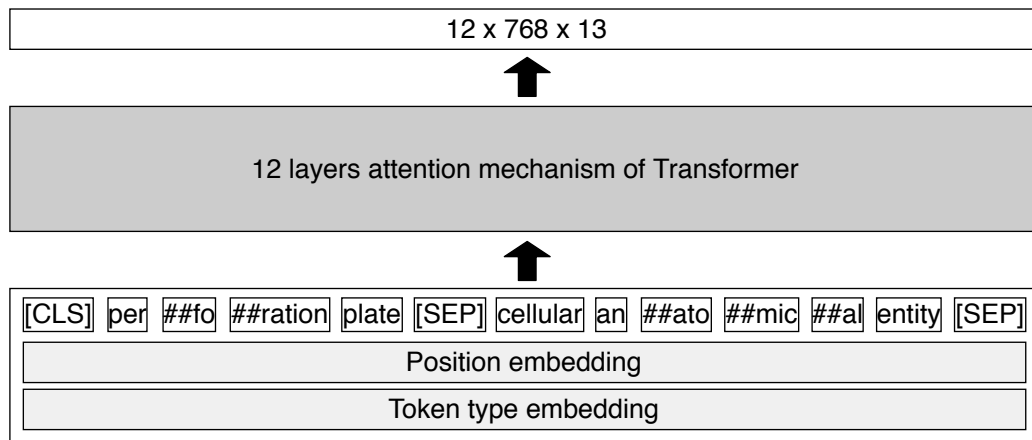 12 x 768 x 13
12 layers attention mechanism of Transformer
[CLS] per ##fo ##ration plate [SEP] cellular an ##ato ##mic ##al entity [SEP]
Position embedding
Token type embedding